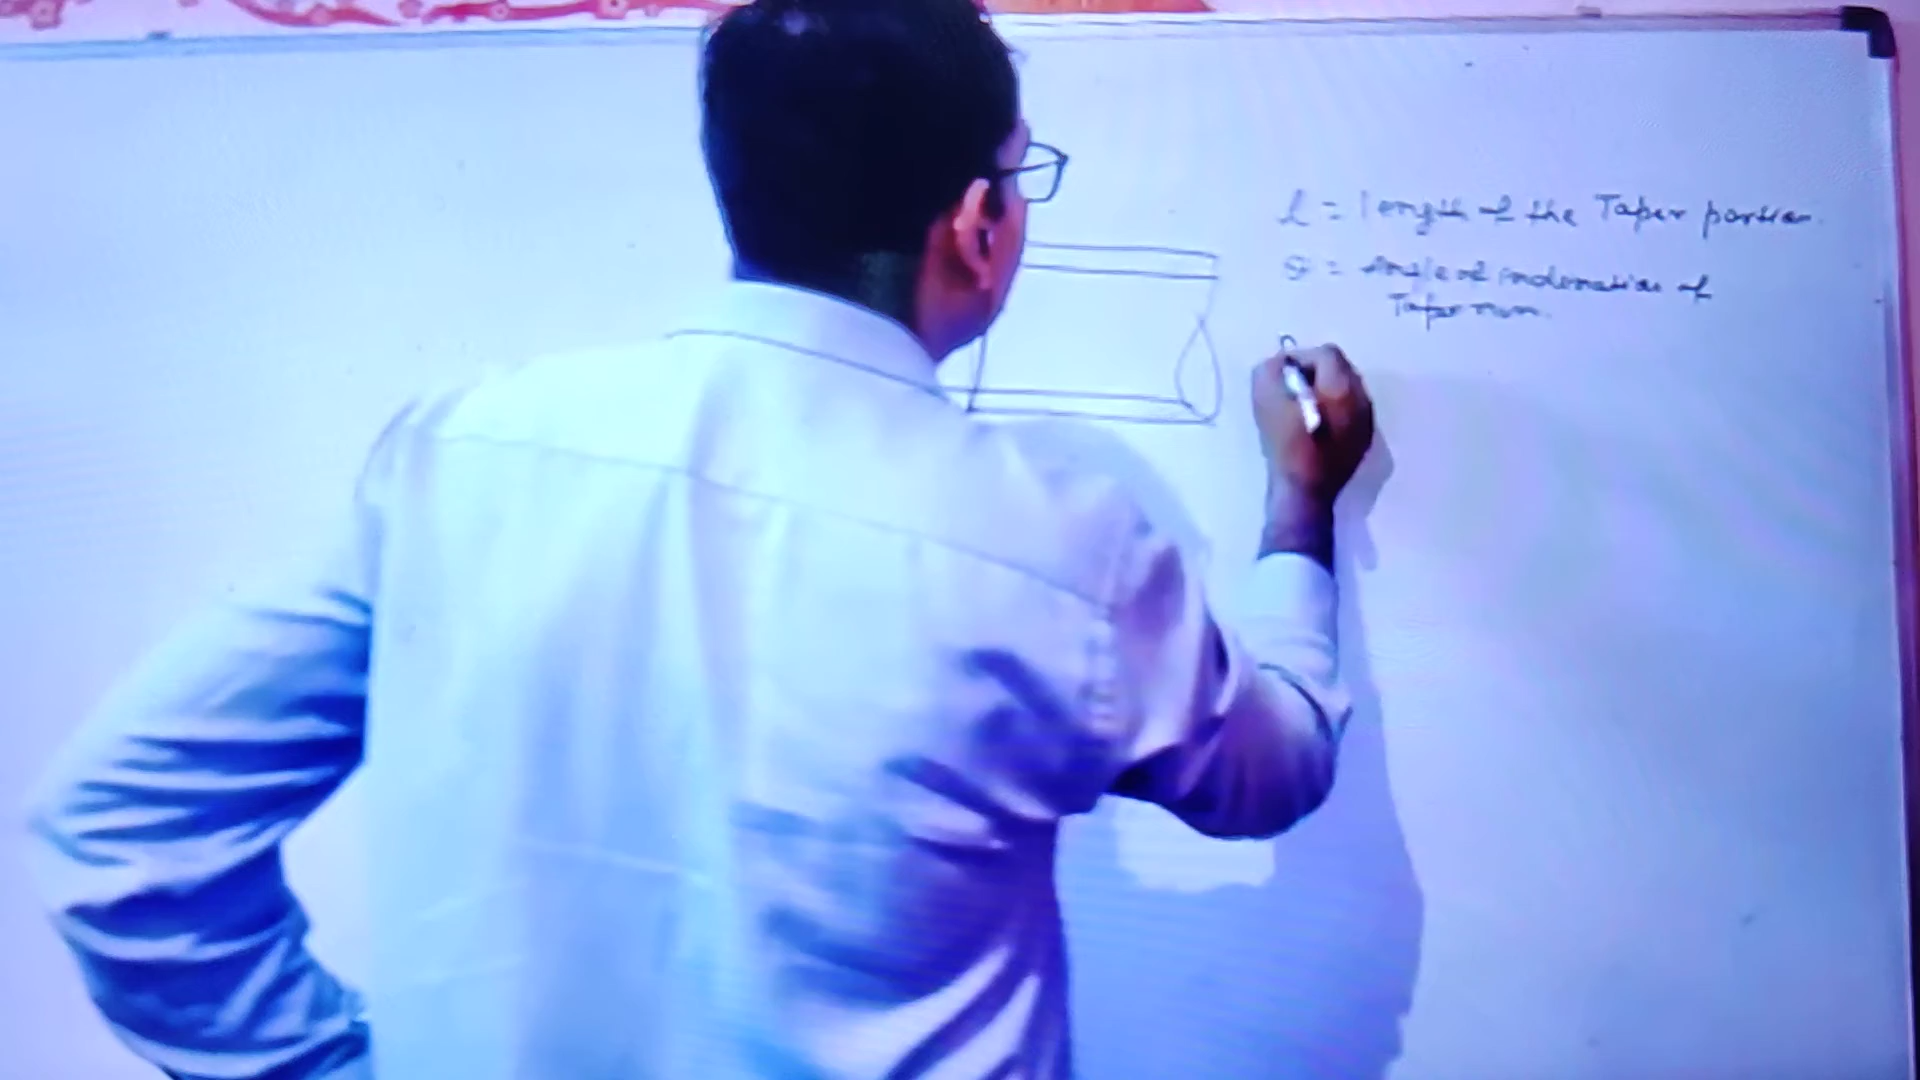 l = length of the Taper portion.
θ = Angle of inclination of
Taper run.